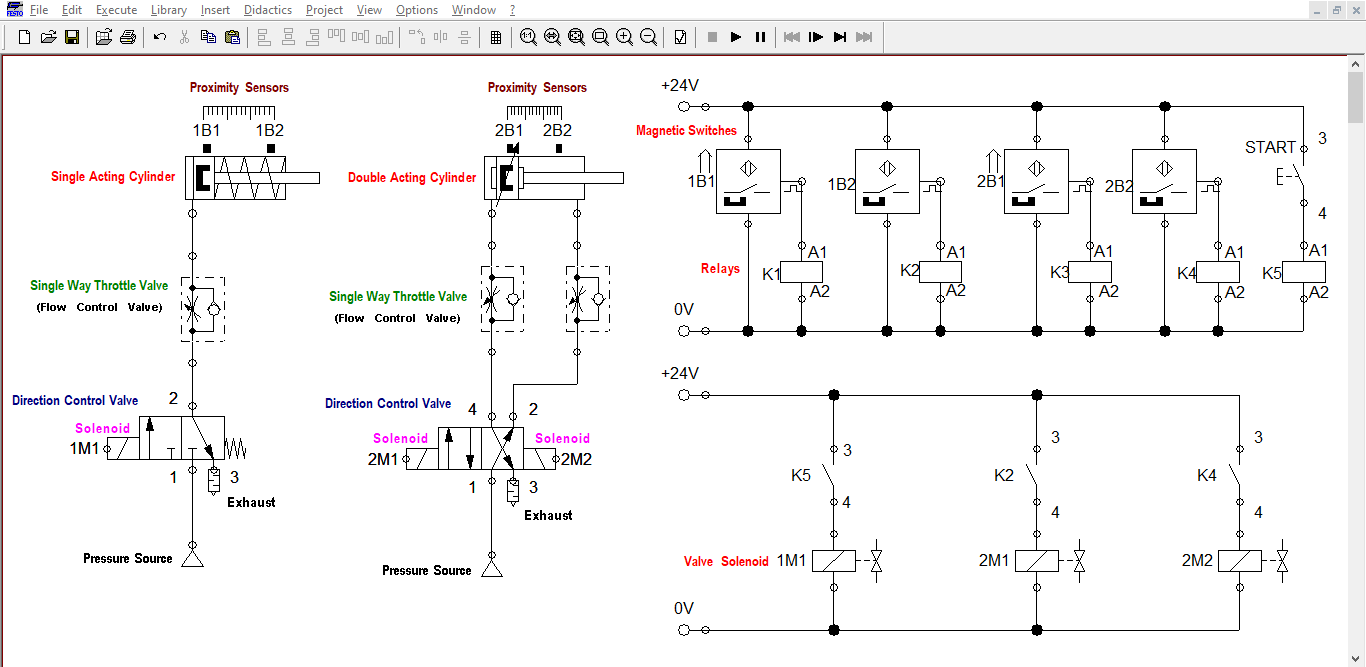 FESTO File Edit Execute Library Insert Didactics Project View Options Window ?
1:1
Proximity Sensors
1B1 1B2
Single Acting Cylinder
Single Way Throttle Valve
(Flow Control Valve)
Direction Control Valve
2
Solenoid
1M1
1 3
Exhaust
Pressure Source
Proximity Sensors
2B1 2B2
Double Acting Cylinder
Single Way Throttle Valve
(Flow Control Valve)
Direction Control Valve
4 2
Solenoid Solenoid
2M1 2M2
1 3
Exhaust
Pressure Source
+24V
Magnetic Switches
3
START
1B1 1B2 2B1 2B2
4
A1 A1 A1 A1 A1
Relays
K1 K2 K3 K4 K5
A2 A2 A2 A2 A2
0V
+24V
3 3 3
K5 K2 K4
4 4 4
Valve Solenoid 1M1 2M1 2M2
0V